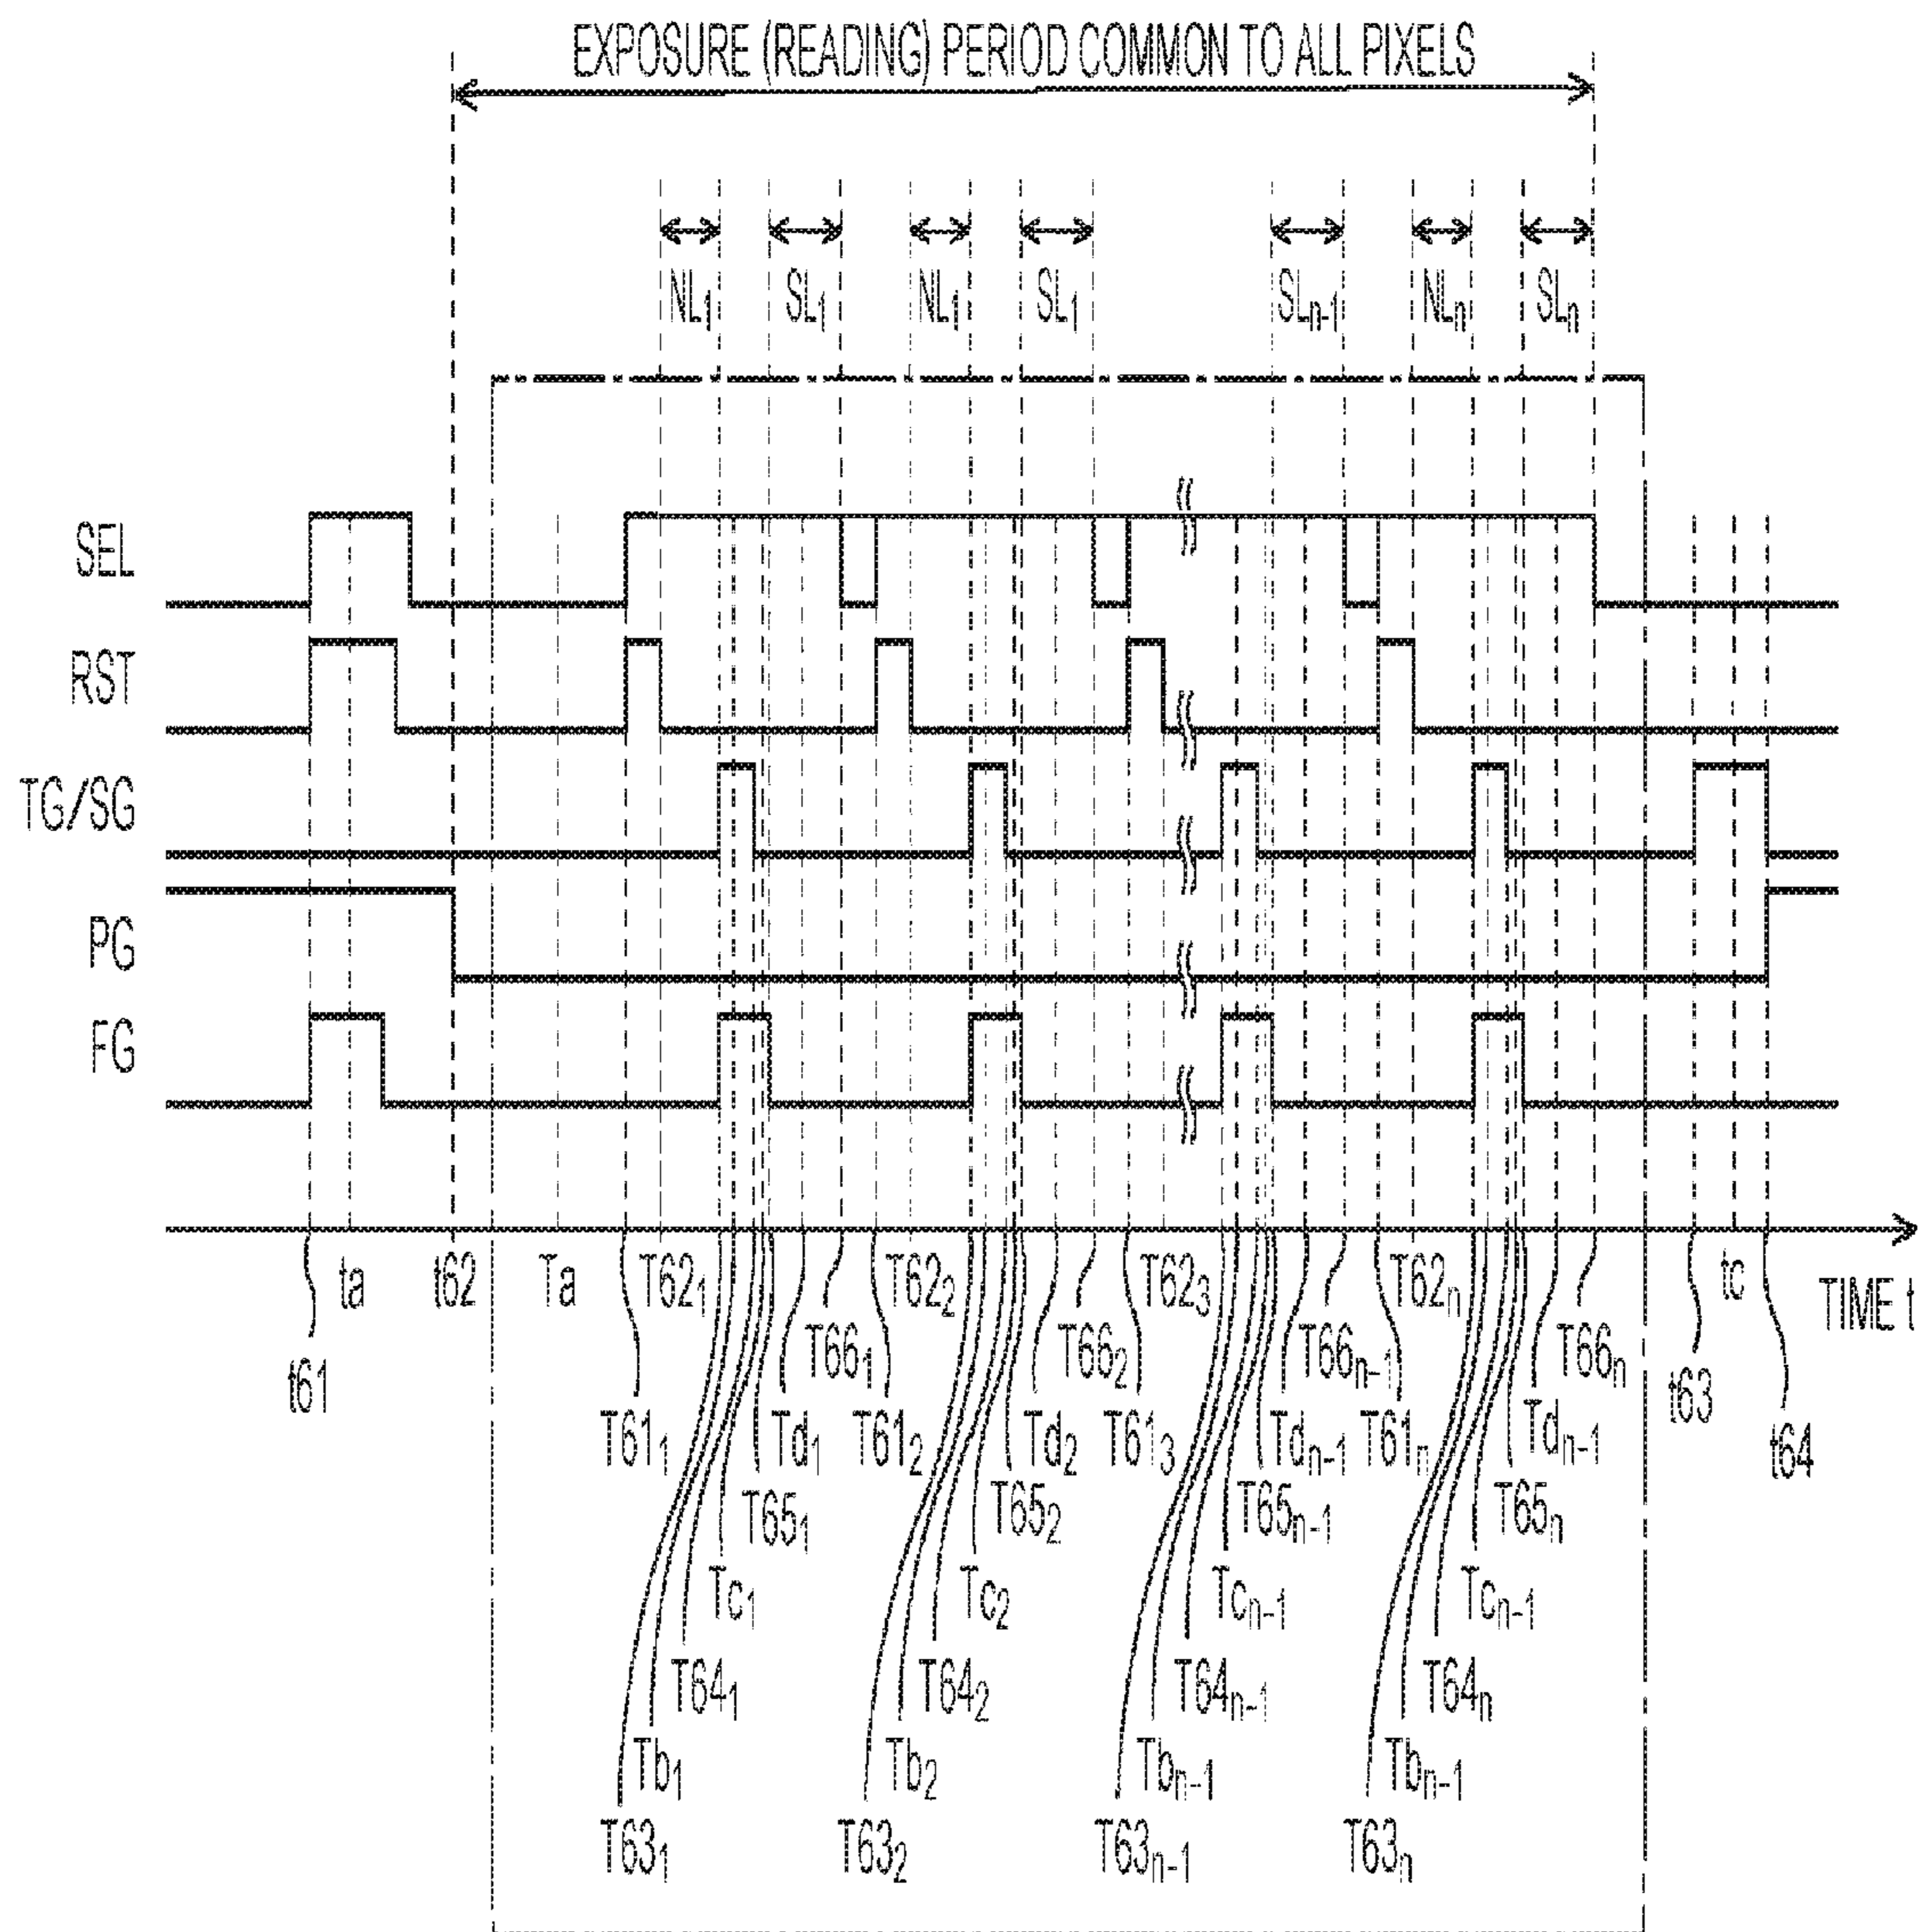 EXPOSURE (READING) PERIOD COMMON TO ALL PIXELS
NL1 SL1 NL1 SL1 SLn-1 NLn SLn
SEL
RST
TG/SG
PG
FG
ta t62 Ta T621 T622 T623 T62n tc TIME t
T661 T662 T66n-1 T66n
t61 t63
T611 Td1 T612 Td2 T613 Tdn-1 T61n Tdn-1 t64
T651 T652 T65n-1 T65n
Tc1 Tc2 Tcn-1 Tcn-1
T641 T642 T64n-1 T64n
Tb1 Tb2 Tbn-1 Tbn-1
T631 T632 T63n-1 T63n